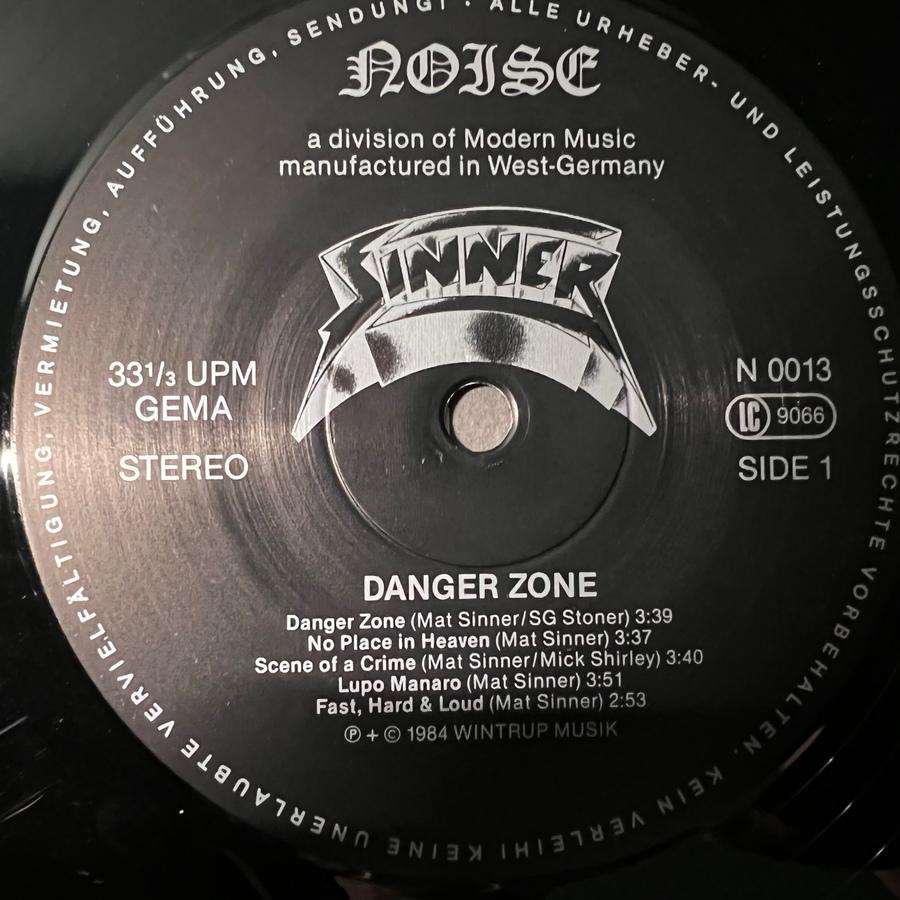 NOISE
a division of Modern Music
manufactured in West-Germany
SINNER
33¹/₃ UPM
GEMA
STEREO
N 0013
LC 9066
SIDE 1
DANGER ZONE
Danger Zone (Mat Sinner/SG Stoner) 3:39
No Place in Heaven (Mat Sinner) 3:37
Scene of a Crime (Mat Sinner/Mick Shirley) 3:40
Lupo Manaro (Mat Sinner) 3:51
Fast, Hard & Loud (Mat Sinner) 2:53
℗ + © 1984 WINTRUP MUSIK
ALLE URHEBER- UND LEISTUNGSSCHUTZRECHTE VORBEHALTEN. KEIN VERLEIH! KEINE UNERLAUBTE VERVIELFÄLTIGUNG, VERMIETUNG, AUFFÜHRUNG, SENDUNG! ·